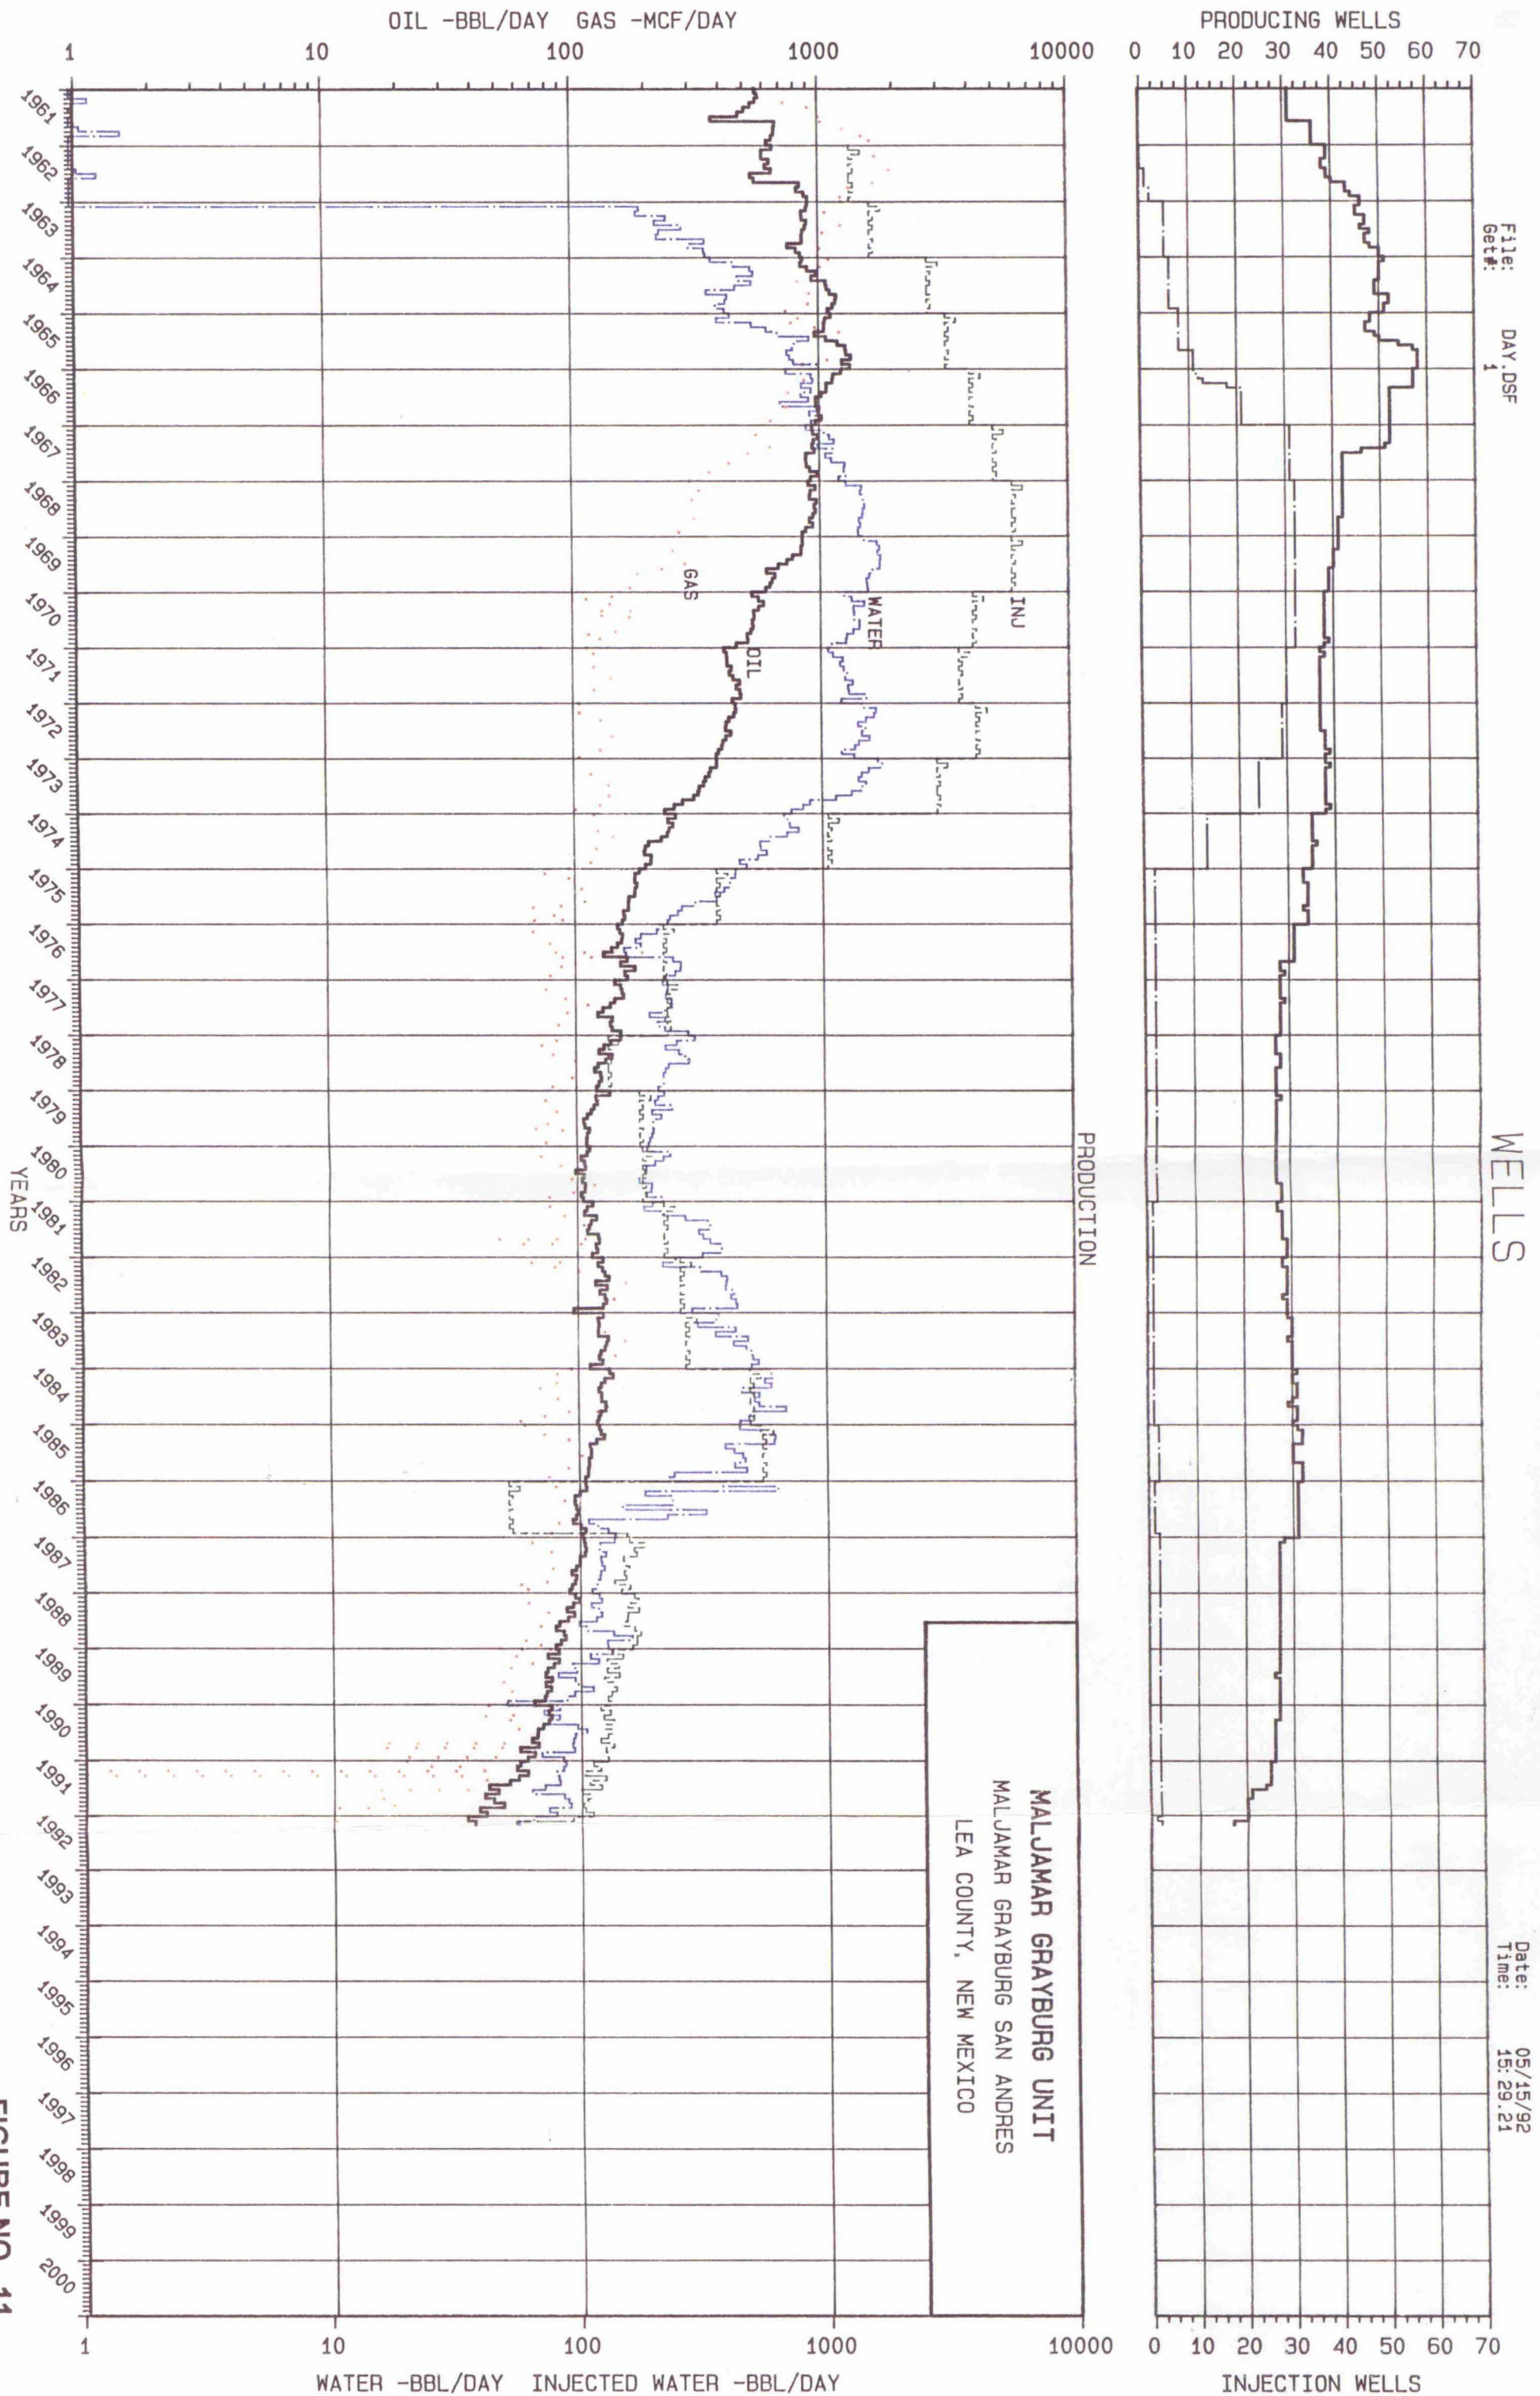 WELLS
File: DAY.DSF
Get#: 1
Date: 05/15/92
Time: 15:29.21
PRODUCING WELLS
0 10 20 30 40 50 60 70
INJECTION WELLS
0 10 20 30 40 50 60 70
PRODUCTION
OIL -BBL/DAY GAS -MCF/DAY
1 10 100 1000 10000
GAS
OIL
WATER
INJ
MALJAMAR GRAYBURG UNIT
MALJAMAR GRAYBURG SAN ANDRES
LEA COUNTY, NEW MEXICO
WATER -BBL/DAY INJECTED WATER -BBL/DAY
1 10 100 1000 10000
1961 1962 1963 1964 1965 1966 1967 1968 1969 1970 1971 1972 1973 1974 1975 1976 1977 1978 1979 1980 1981 1982 1983 1984 1985 1986 1987 1988 1989 1990 1991 1992 1993 1994 1995 1996 1997 1998 1999 2000
YEARS
FIGURE NO. 11